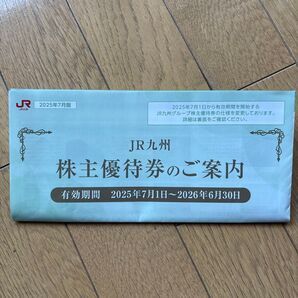 JR
2025年7月版
2025年7月1日から有効期間を開始する
JR九州グループ株主優待券の仕様を変更しております。
詳細は裏面をご確認ください。
JR九州
株主優待券のご案内
有効期間 2025年7月1日～2026年6月30日